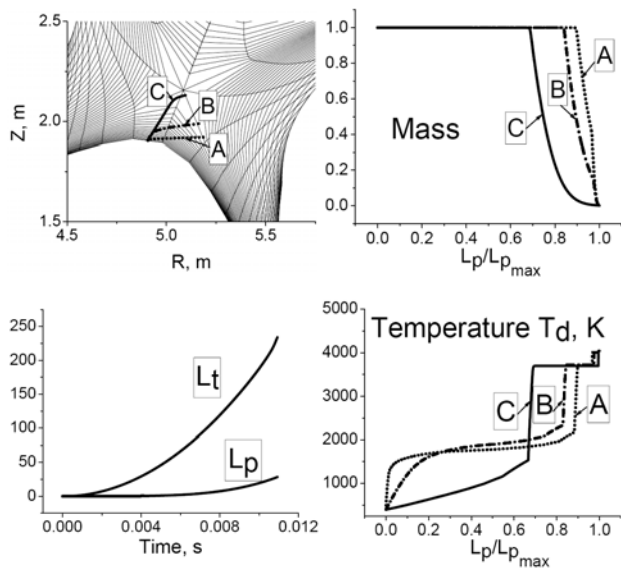 2.5
2.0
1.5
Z, m
4.5 5.0 5.5
R, m
C
B
A
1.0
0.8
0.6
0.4
0.2
0.0
Mass
A
B
C
0.0 0.2 0.4 0.6 0.8 1.0
Lp/Lpmax
250
200
150
100
50
0
Lt
Lp
0.000 0.004 0.008 0.012
Time, s
5000
4000
3000
2000
1000
Temperature Td, K
C
B
A
0.0 0.2 0.4 0.6 0.8 1.0
Lp/Lpmax